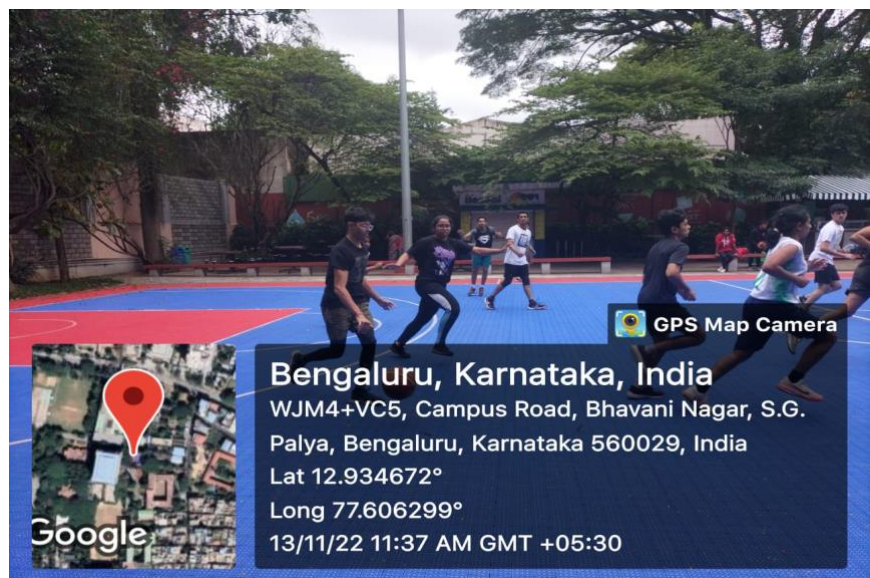 GPS Map Camera
Bengaluru, Karnataka, India
WJM4+VC5, Campus Road, Bhavani Nagar, S.G.
Palya, Bengaluru, Karnataka 560029, India
Lat 12.934672°
Long 77.606299°
13/11/22 11:37 AM GMT +05:30
Google